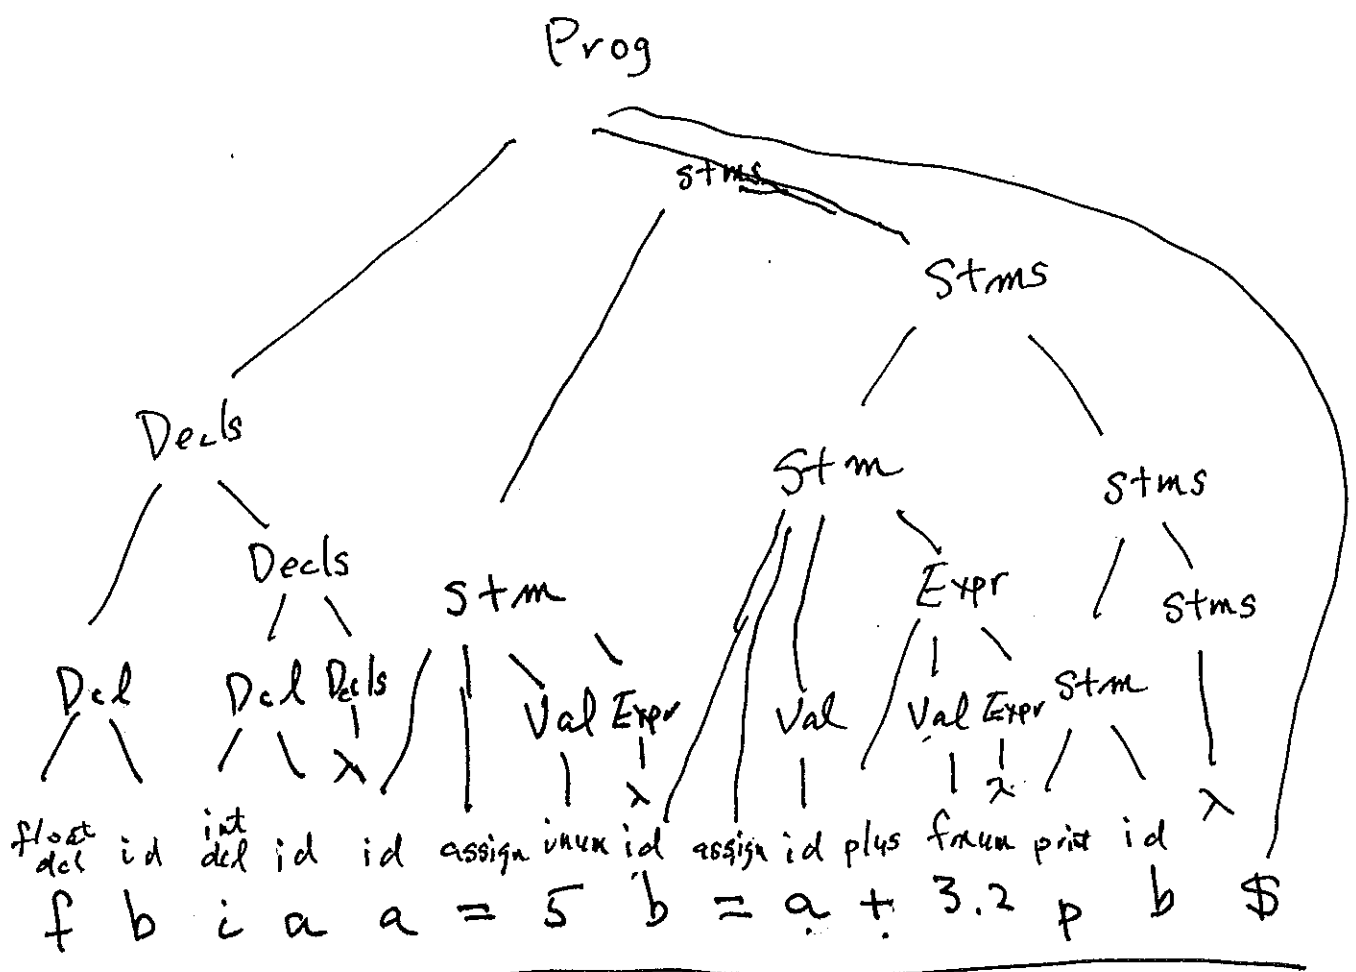 Prog
stms
Stms
Decls
Stm
stms
Decls
Stm
Expr
stms
Dcl
Dcl
Decls
Val
Expr
Val
Val
Expr
Stm
λ
λ
λ
λ
float dcl id int dcl id id assign inum id assign id plus fnum print id
f b i a a = 5 b = a + 3.2 p b $